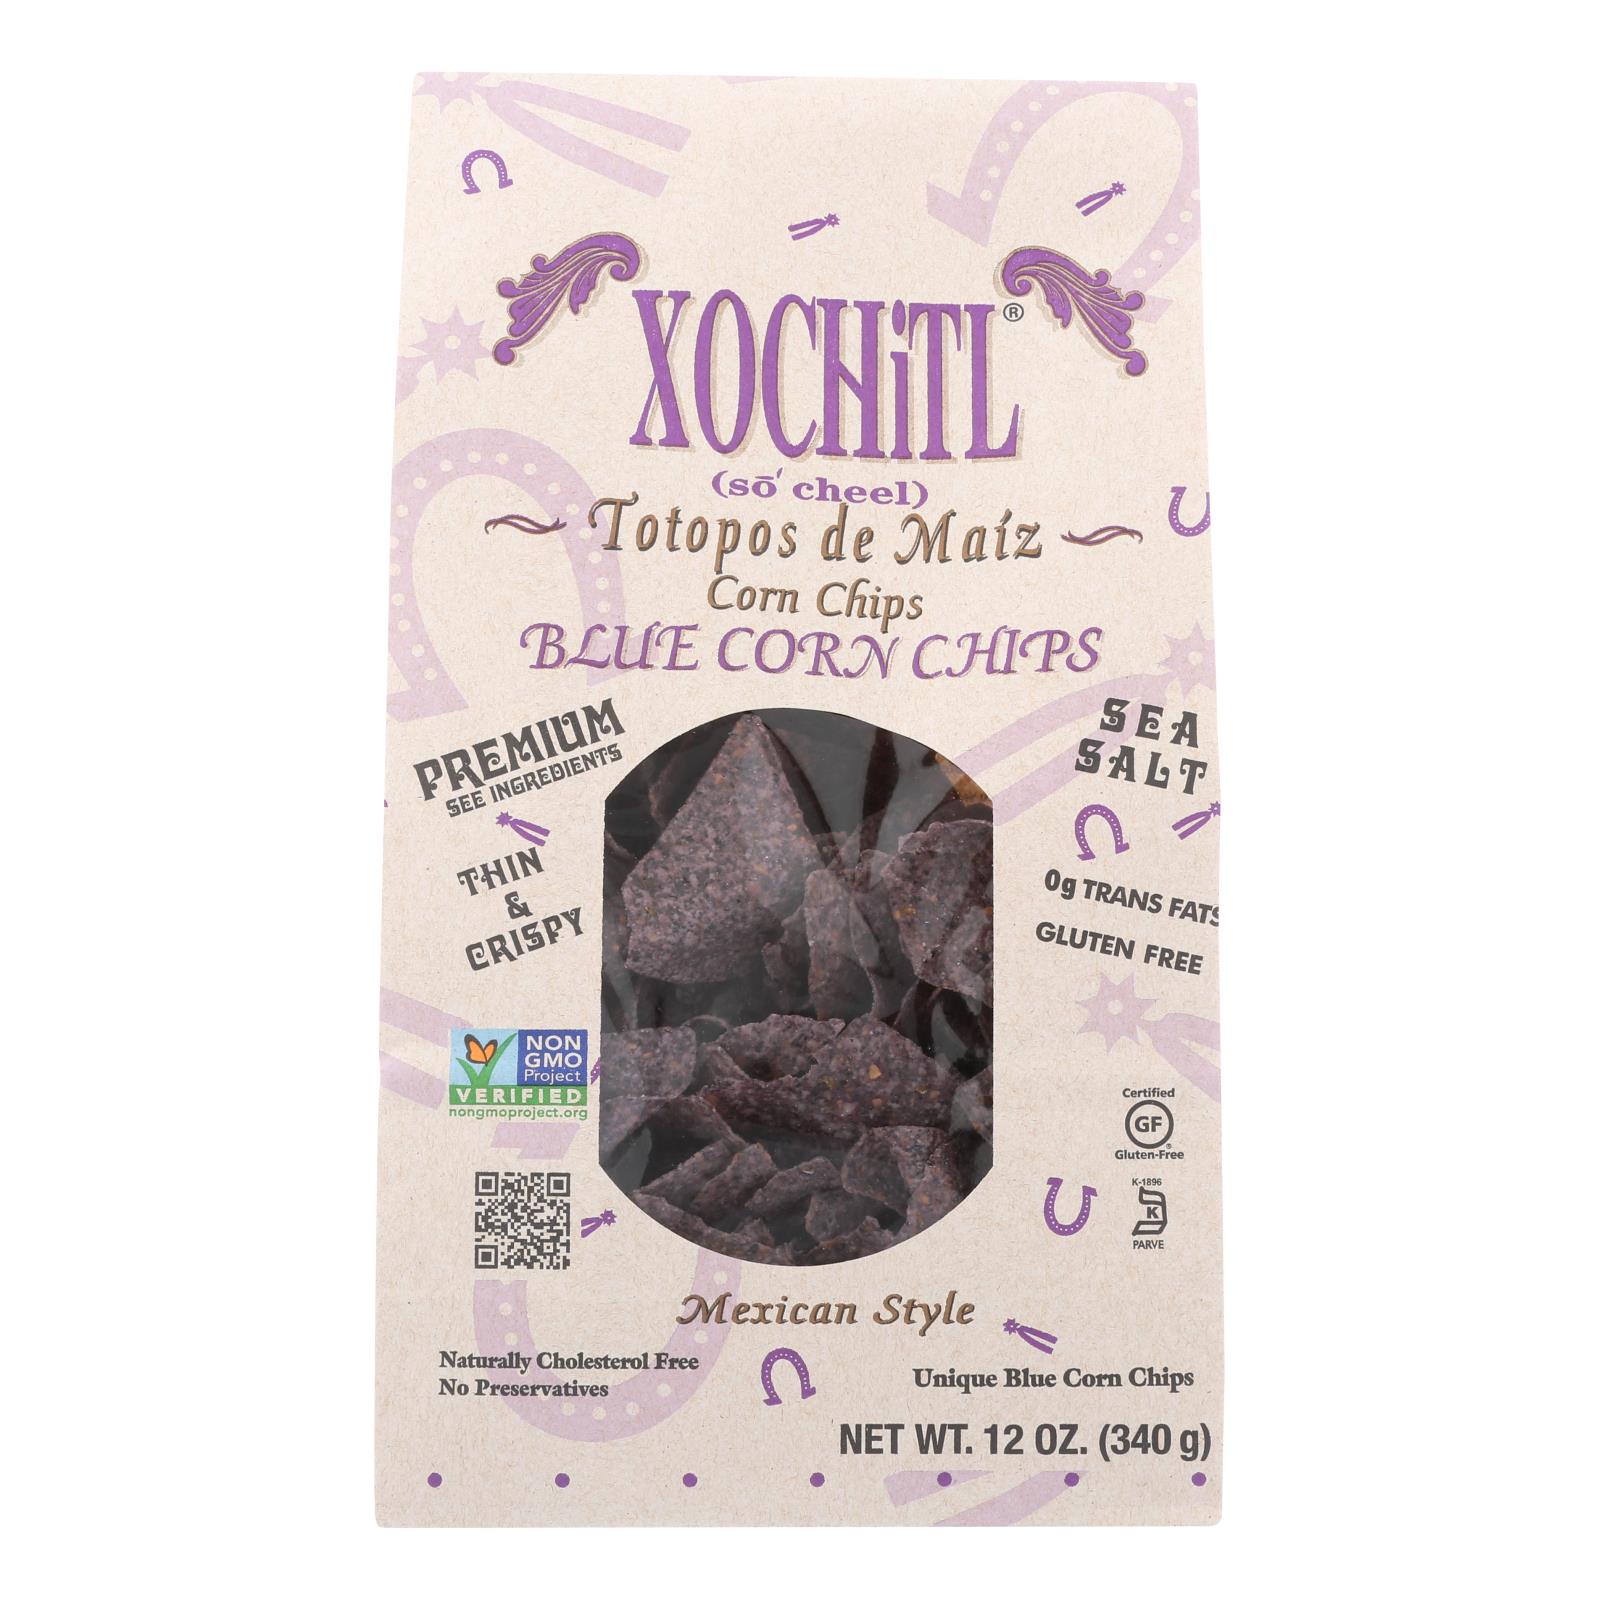 XOCHiTL®
(sō' cheel)
Totopos de Maíz
Corn Chips
BLUE CORN CHIPS
PREMIUM
SEE INGREDIENTS
THIN
&
CRISPY
SEA
SALT
0g TRANS FATS
GLUTEN FREE
NON
GMO
Project
VERIFIED
nongmoproject.org
Certified
GF
®
Gluten-Free
K-1896
K
PARVE
Mexican Style
Naturally Cholesterol Free
No Preservatives
Unique Blue Corn Chips
NET WT. 12 OZ. (340 g)